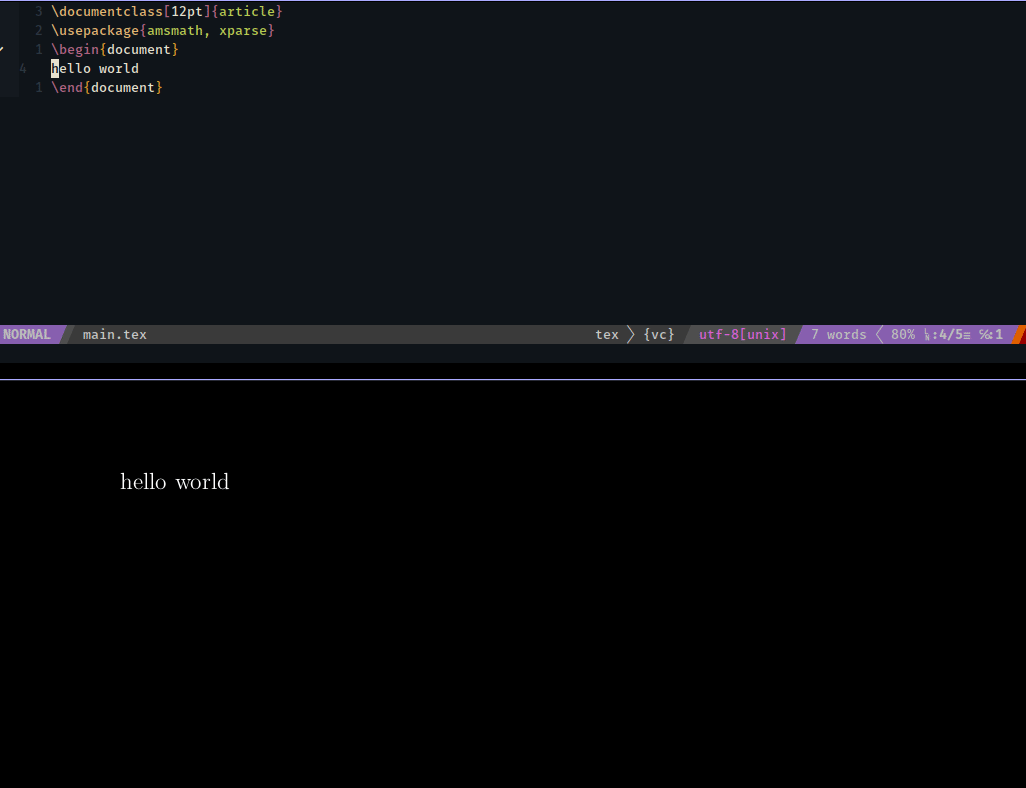 3 \documentclass[12pt]{article}
2 \usepackage{amsmath, xparse}
1 \begin{document}
4 hello world
1 \end{document}
NORMAL main.tex tex {vc} utf-8[unix] 7 words 80% ㏑:4/5≡ ℅:1
hello world